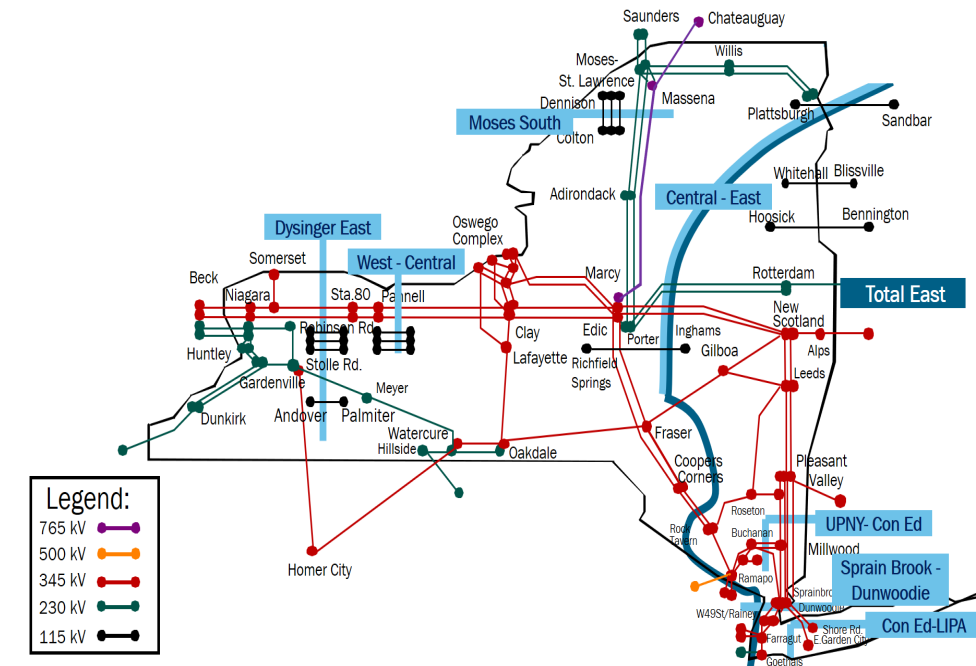 Saunders
Chateauguay
Moses-
St. Lawrence
Willis
Dennison
Massena
Moses South
Colton
Plattsburgh
Sandbar
Whitehall
Blissville
Adirondack
Central - East
Hoosick
Bennington
Dysinger East
Oswego
Complex
West - Central
Somerset
Beck
Niagara
Sta.80
Pannell
Marcy
Rotterdam
Total East
New
Scotland
Robinson Rd.
Clay
Edic
Porter
Inghams
Huntley
Stolle Rd.
Lafayette
Richfield
Springs
Gilboa
Alps
Gardenville
Meyer
Leeds
Dunkirk
Andover
Palmiter
Watercure
Hillside
Oakdale
Fraser
Coopers
Corners
Pleasant
Valley
Legend:
765 kV
500 kV
345 kV
230 kV
115 kV
Roseton
Rock
Tavern
Buchanan
UPNY- Con Ed
Millwood
Homer City
Ramapo
Sprain Brook -
Dunwoodie
Sprainbro
Dunwoodie
W49St/Rainey
Con Ed-LIPA
Shore Rd.
Farragut
E.Garden City
Goethals